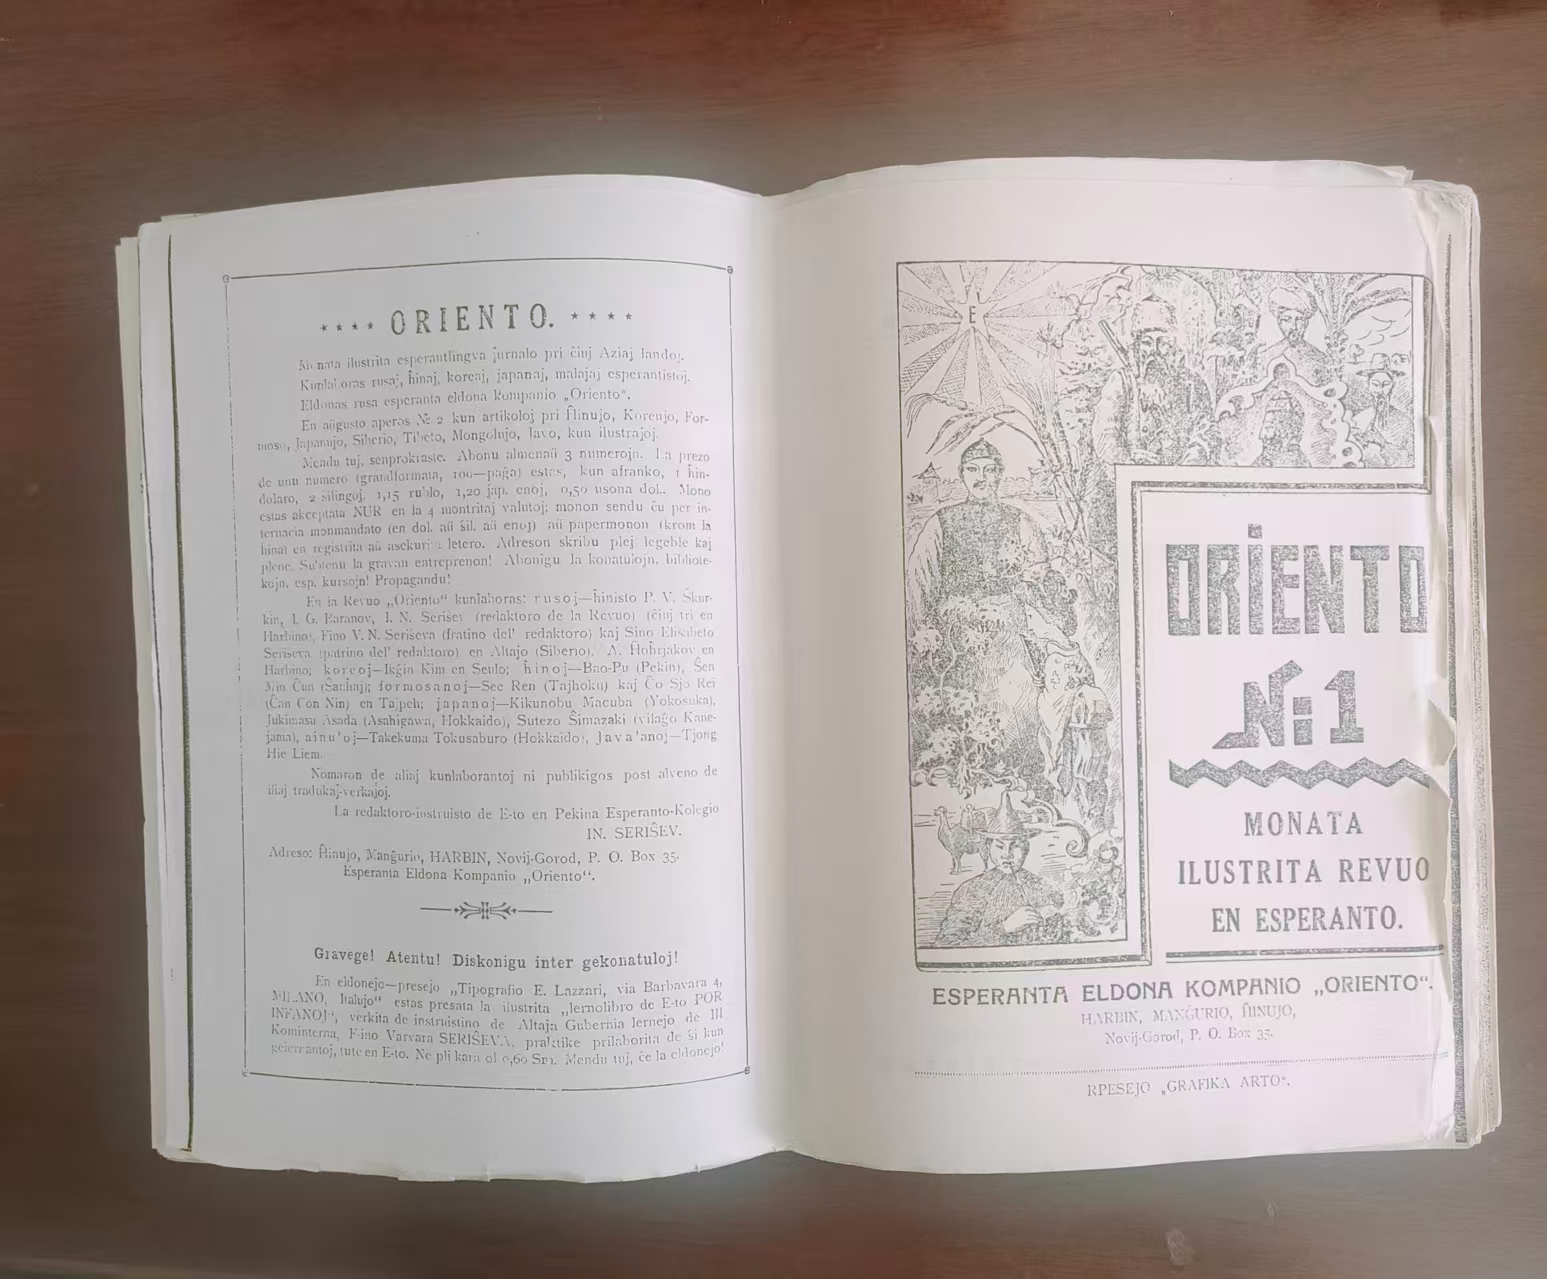 **** ORIENTO. ****
Monata ilustrita esperantlingva jurnalo pri ĉiuj Aziaj landoj.
Kunlaboras rusaj, ĥinaj, koreaj, japanaj, malajaj esperantistoj.
Eldonas rusa esperanta eldona Kompanio „Oriento“.
En aŭgusto aperos № 2 kun artikoloj pri Ĥinujo, Koreujo, For-
moso, Japanujo, Siberio, Tibeto, Mongolujo, Javo, kun ilustrajoj.
Mendu tuj, senprokraste. Abonu almenaŭ 3 numerojn. La prezo
de unu numero (grandformata, 100—paĝa) estas, kun afranko, 1 ĥin-
dolaro, 2 ŝilingoj, 1,15 rublo, 1,20 jap. enoj, 0,50 usona dol.. Mono
estas akceptata NUR en la 4 montritaj valutoj; monon sendu ĉu per in-
ternacia monmandato (en dol. aŭ ŝil. aŭ enoj) aŭ papermonon (krom la
ĥina) en registrita aŭ asekurita letero. Adreson skribu plej legeble kaj
plene. Subtenu la gravan entreprenon! Abonigu la konatulojn, bibliote-
kojn, esp. kursojn! Propagandu!
En la Revuo „Oriento“ kunlaboras: rusoj—ĥinisto P. V. Ŝkur-
kin, I. G. Baranov, I. N. Seriŝev (redaktoro de la Revuo) (ĉiuj tri en
Harbino), Fino V. N. Seriŝeva (fratino del' redaktoro) kaj Sino Elisabeto
Seriŝeva (patrino del' redaktoro) en Altajo (Siberio), A. Hoĥrjakov en
Harbino; koreoj—Ikĝin Kim en Seulo; ĥinoj—Bao-Pu (Pekin), Ŝen
Min Ĉun (Ŝanhaj); formosanoj—See Ren (Tajhoku) kaj Ĉo Sjo Rei
(Ĉan Ĉon Nin) en Tajpeh; japanoj—Kikunobu Macuba (Yokosuka),
Jukimasu Asada (Asahigawa, Hokkaido), Sutezo Ŝimazaki (vilaĝo Kane-
jama), ainu'oj—Takekuma Tokusaburo (Hokkaido), Java'anoj—Tjong
Hie Liem.
Nomaron de aliaj kunlaborantoj ni publikigos post alveno de
iliaj tradukaj-verkajoj.
La redaktoro-instruisto de E-to en Pekina Esperanto-Kolegio
IN. SERIŜEV.
Adreso: Ĥinujo, Manĝurio, HARBIN, Novij-Gorod, P. O. Box 35.
Esperanta Eldona Kompanio „Oriento“.
Gravege! Atentu! Diskonigu inter gekonatuloj!
En eldonejo—presejo „Tipografio E. Lazzari, via Barbavara 4,
MILANO, Italujo“ estas presata la ilustrita „lernolibro de E-to POR
INFANOJ“, verkita de instruistino de Altaja Gubernia lernejo de III
Kominterna, F-ino Varvara SERIŜEVA, praktike prilaborita de ŝi kun
geleruantoj, tute en E-to. Ne pli kara ol 0,60 Sm. Mendu tuj, ĉe la eldonejo!
E
ORIENTO
№ 1
MONATA
ILUSTRITA REVUO
EN ESPERANTO.
ESPERANTA ELDONA KOMPANIO „ORIENTO“.
HARBIN, MANĜURIO, ĤINUJO,
Novij-Gorod, P. O. Box 35.
RPESEJO „GRAFIKA ARTO“.